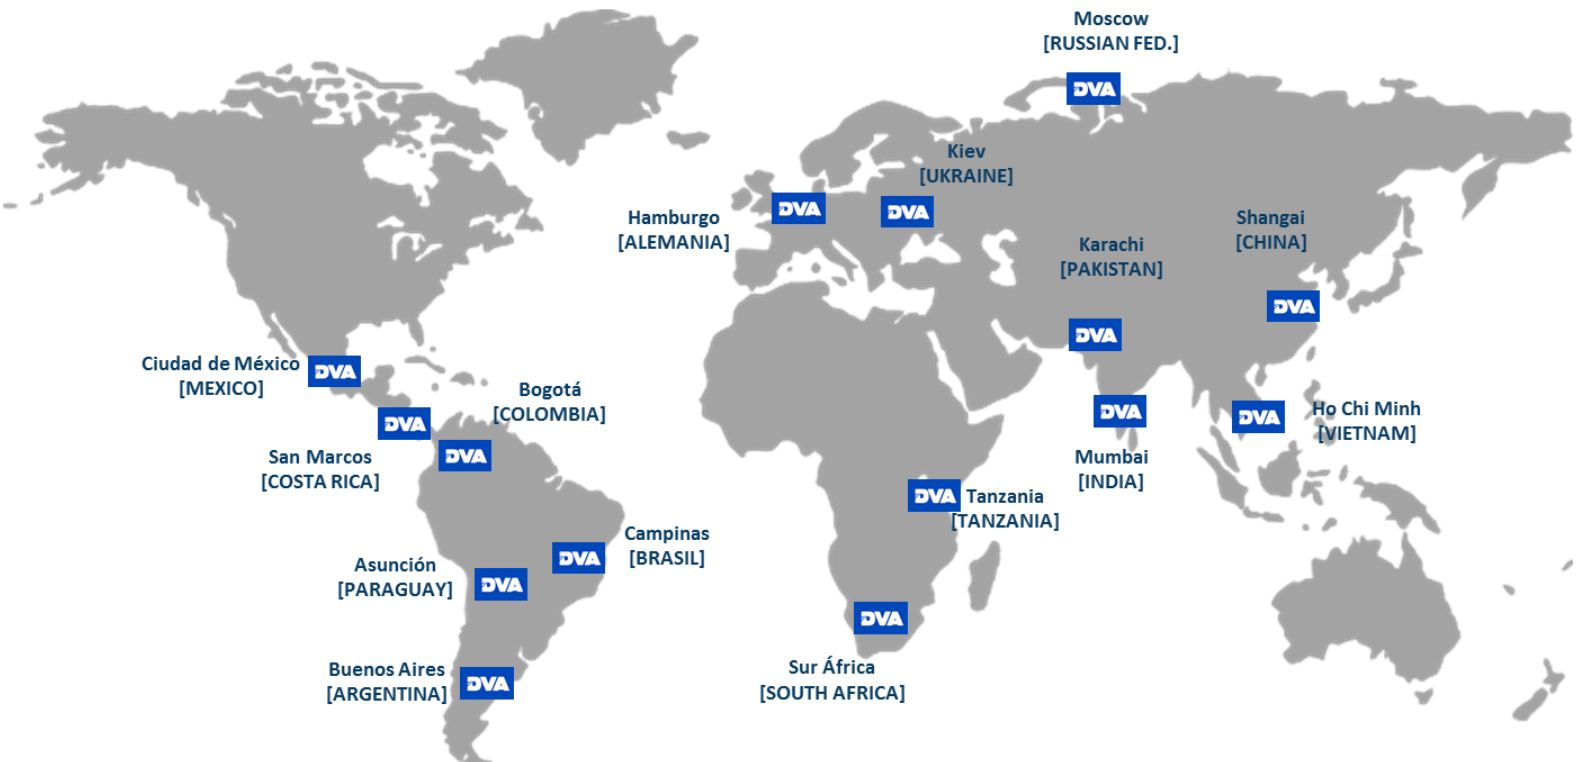 Moscow
[RUSSIAN FED.]
DVA
Kiev
[UKRAINE]
DVA
DVA
Hamburgo
[ALEMANIA]
Shangai
[CHINA]
Karachi
[PAKISTAN]
DVA
DVA
Ciudad de México
[MEXICO]
DVA
Bogotá
[COLOMBIA]
DVA
DVA
San Marcos
[COSTA RICA]
DVA
DVA
Ho Chi Minh
[VIETNAM]
Mumbai
[INDIA]
DVA
Tanzania
[TANZANIA]
Campinas
[BRASIL]
DVA
Asunción
[PARAGUAY]
DVA
DVA
Sur África
[SOUTH AFRICA]
Buenos Aires
[ARGENTINA]
DVA